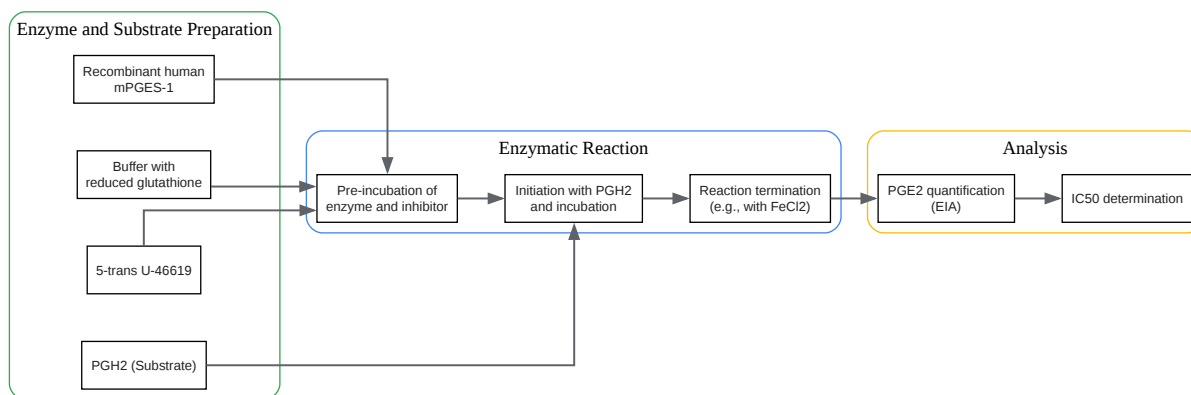 Enzyme and Substrate Preparation
Recombinant human
mPGES-1
Buffer with
reduced glutathione
5-trans U-46619
PGH2 (Substrate)
Enzymatic Reaction
Pre-incubation of
enzyme and inhibitor
Initiation with PGH2
and incubation
Reaction termination
(e.g., with FeCl2)
Analysis
PGE2 quantification
(EIA)
IC50 determination